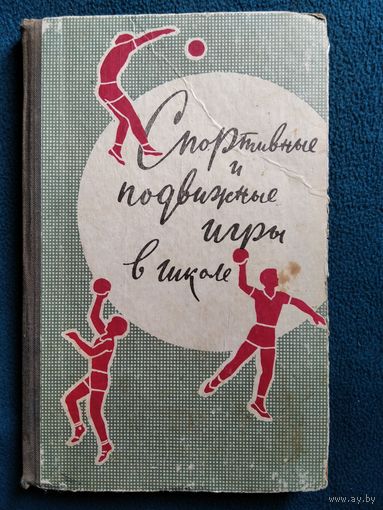 Спортивные
и
подвижные
игры
в школе
www.ay.by